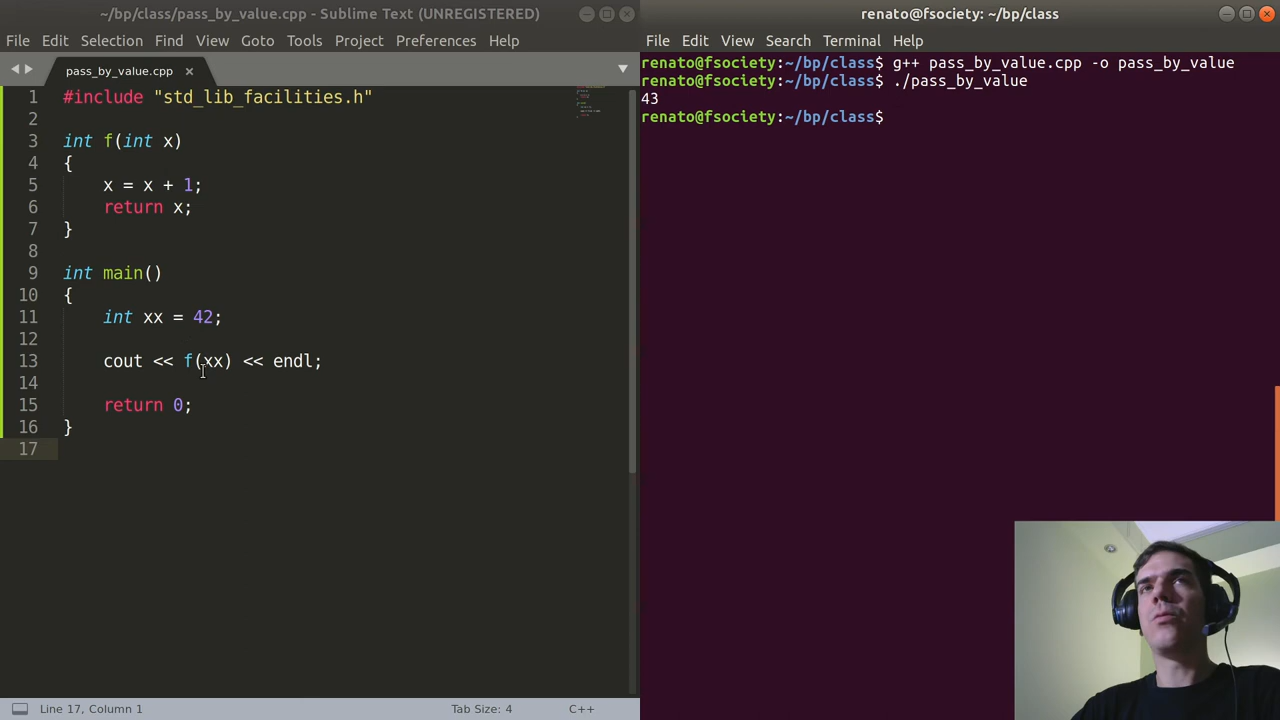 ~/bp/class/pass_by_value.cpp - Sublime Text (UNREGISTERED)
File Edit Selection Find View Goto Tools Project Preferences Help
pass_by_value.cpp ×
1 #include "std_lib_facilities.h"
2
3 int f(int x)
4 {
5 x = x + 1;
6 return x;
7 }
8
9 int main()
10 {
11 int xx = 42;
12
13 cout << f(xx) << endl;
14
15 return 0;
16 }
17
Line 17, Column 1 Tab Size: 4 C++
renato@fsociety: ~/bp/class
File Edit View Search Terminal Help
renato@fsociety:~/bp/class$ g++ pass_by_value.cpp -o pass_by_value
renato@fsociety:~/bp/class$ ./pass_by_value
43
renato@fsociety:~/bp/class$